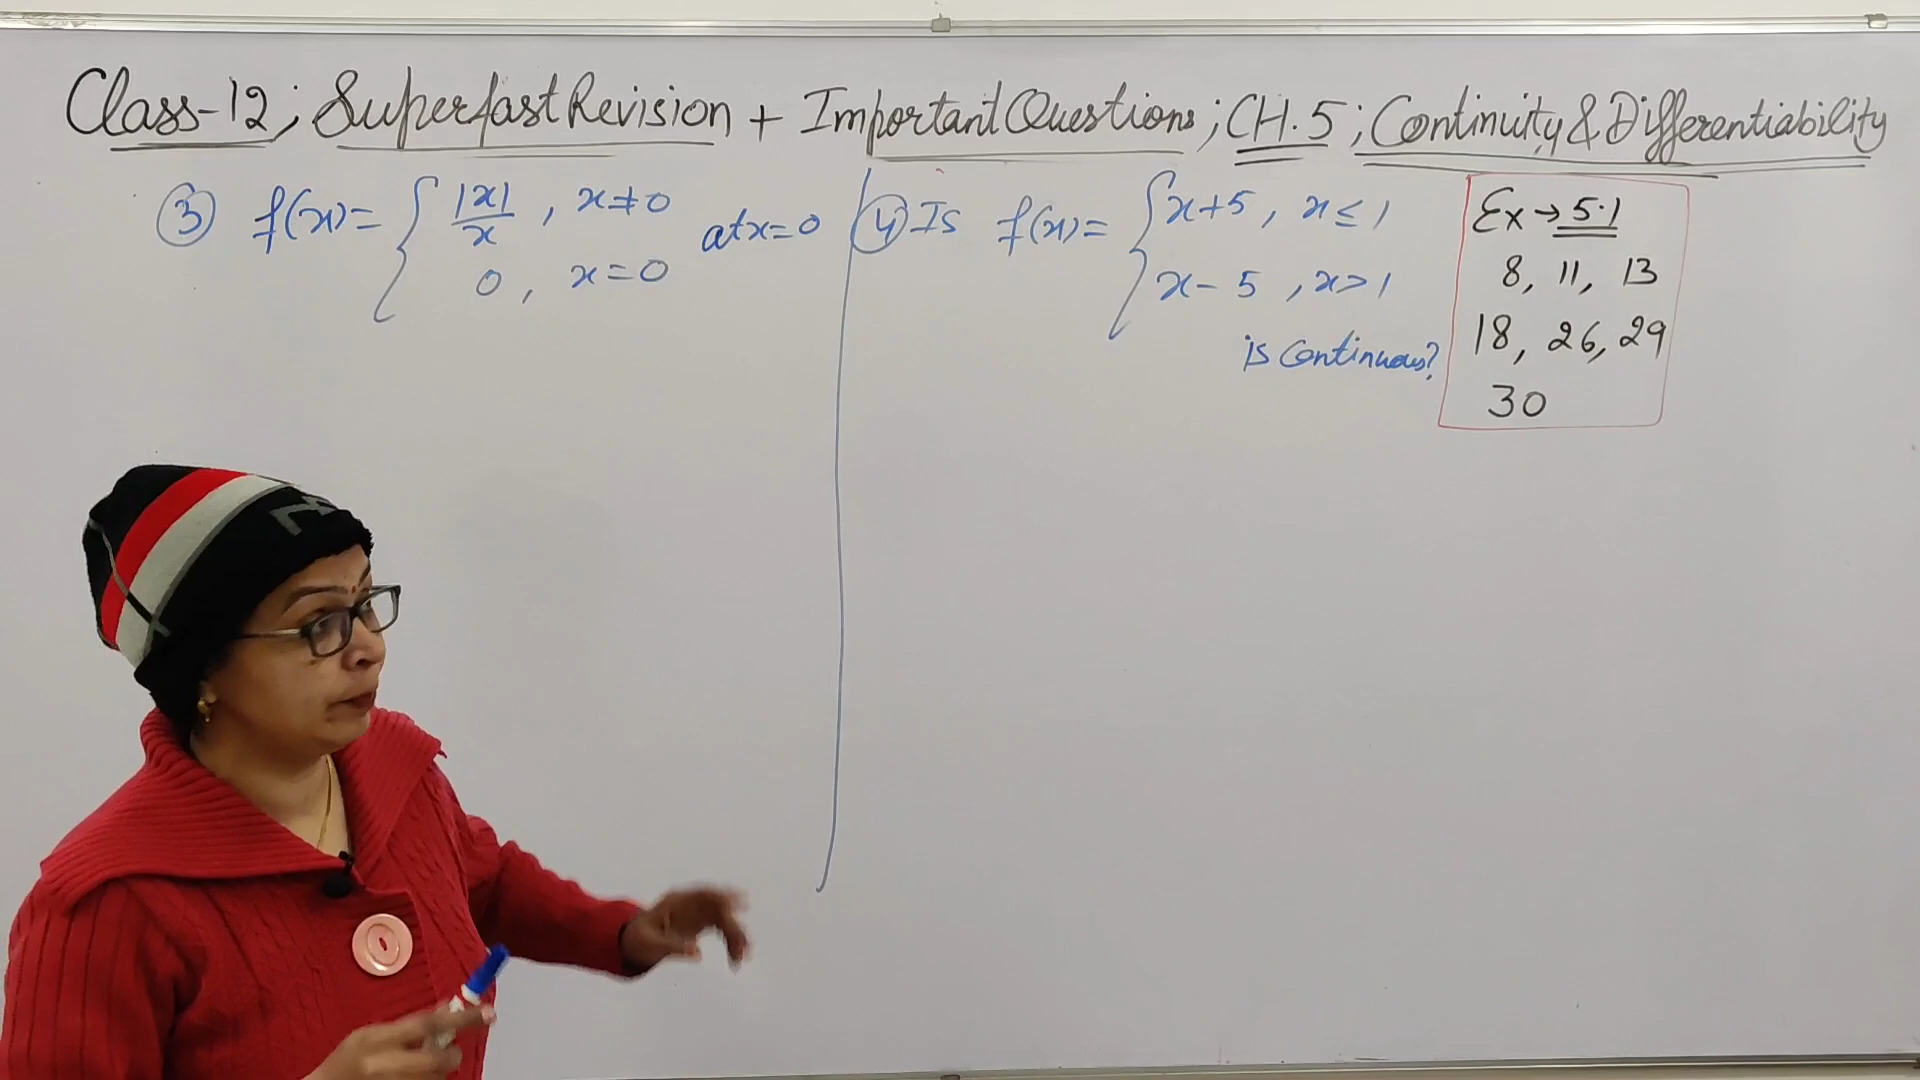 Class-12; Superfast Revision + Important Questions; CH.5; Continuity & Differentiability
③ f(x)= { |x|/x , x≠0
0 , x=0
at x=0
④ Is f(x)= { x+5 , x≤1
x-5 , x>1
is Continuous?
Ex→5.1
8, 11, 13
18, 26, 29
30